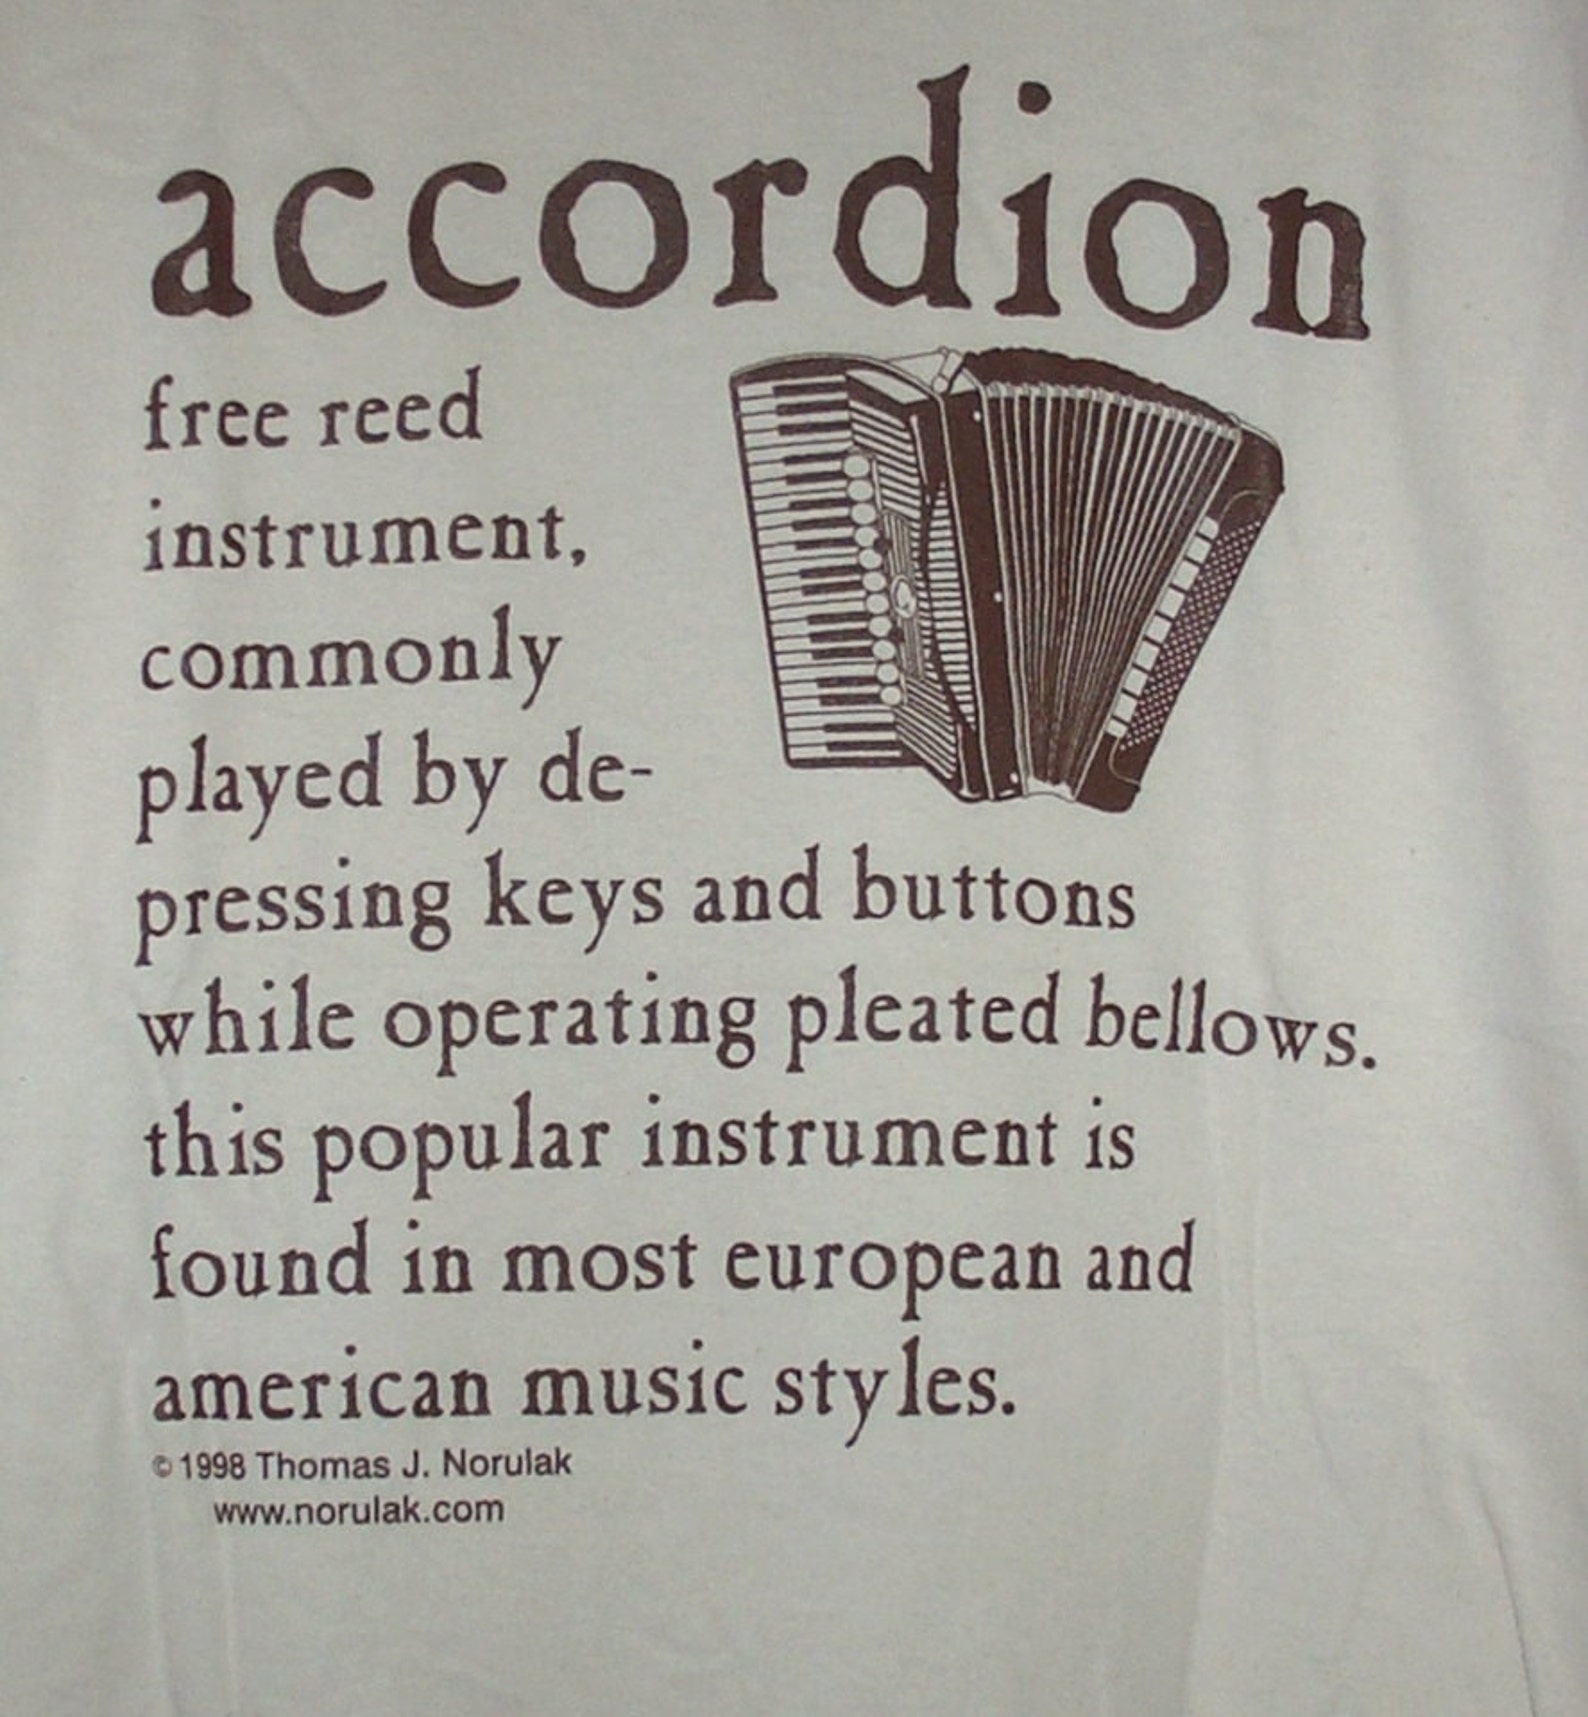 accordion
free reed
instrument,
commonly
played by de-
pressing keys and buttons
while operating pleated bellows.
this popular instrument is
found in most european and
american music styles.
© 1998 Thomas J. Norulak
www.norulak.com